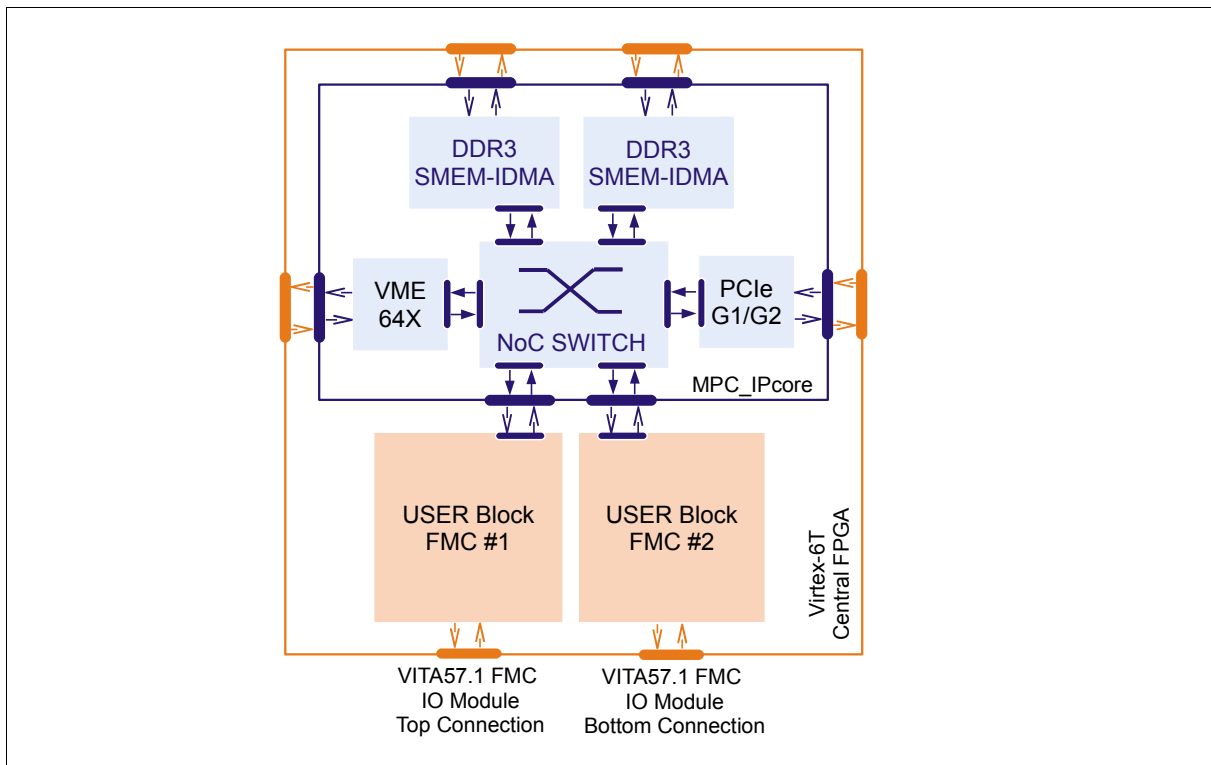 DDR3
SMEM-IDMA
DDR3
SMEM-IDMA
VME
64X
NoC SWITCH
PCIe
G1/G2
MPC_IPcore
USER Block
FMC #1
USER Block
FMC #2
Virtex-6T
Central FPGA
VITA57.1 FMC
IO Module
Top Connection
VITA57.1 FMC
IO Module
Bottom Connection